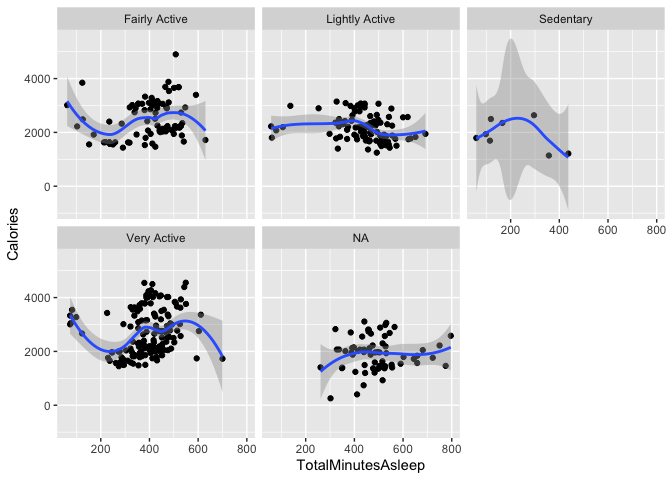 Fairly Active Lightly Active Sedentary
4000
2000
0
200 400 600 800
Calories
Very Active NA
4000
2000
0
200 400 600 800 200 400 600 800
TotalMinutesAsleep